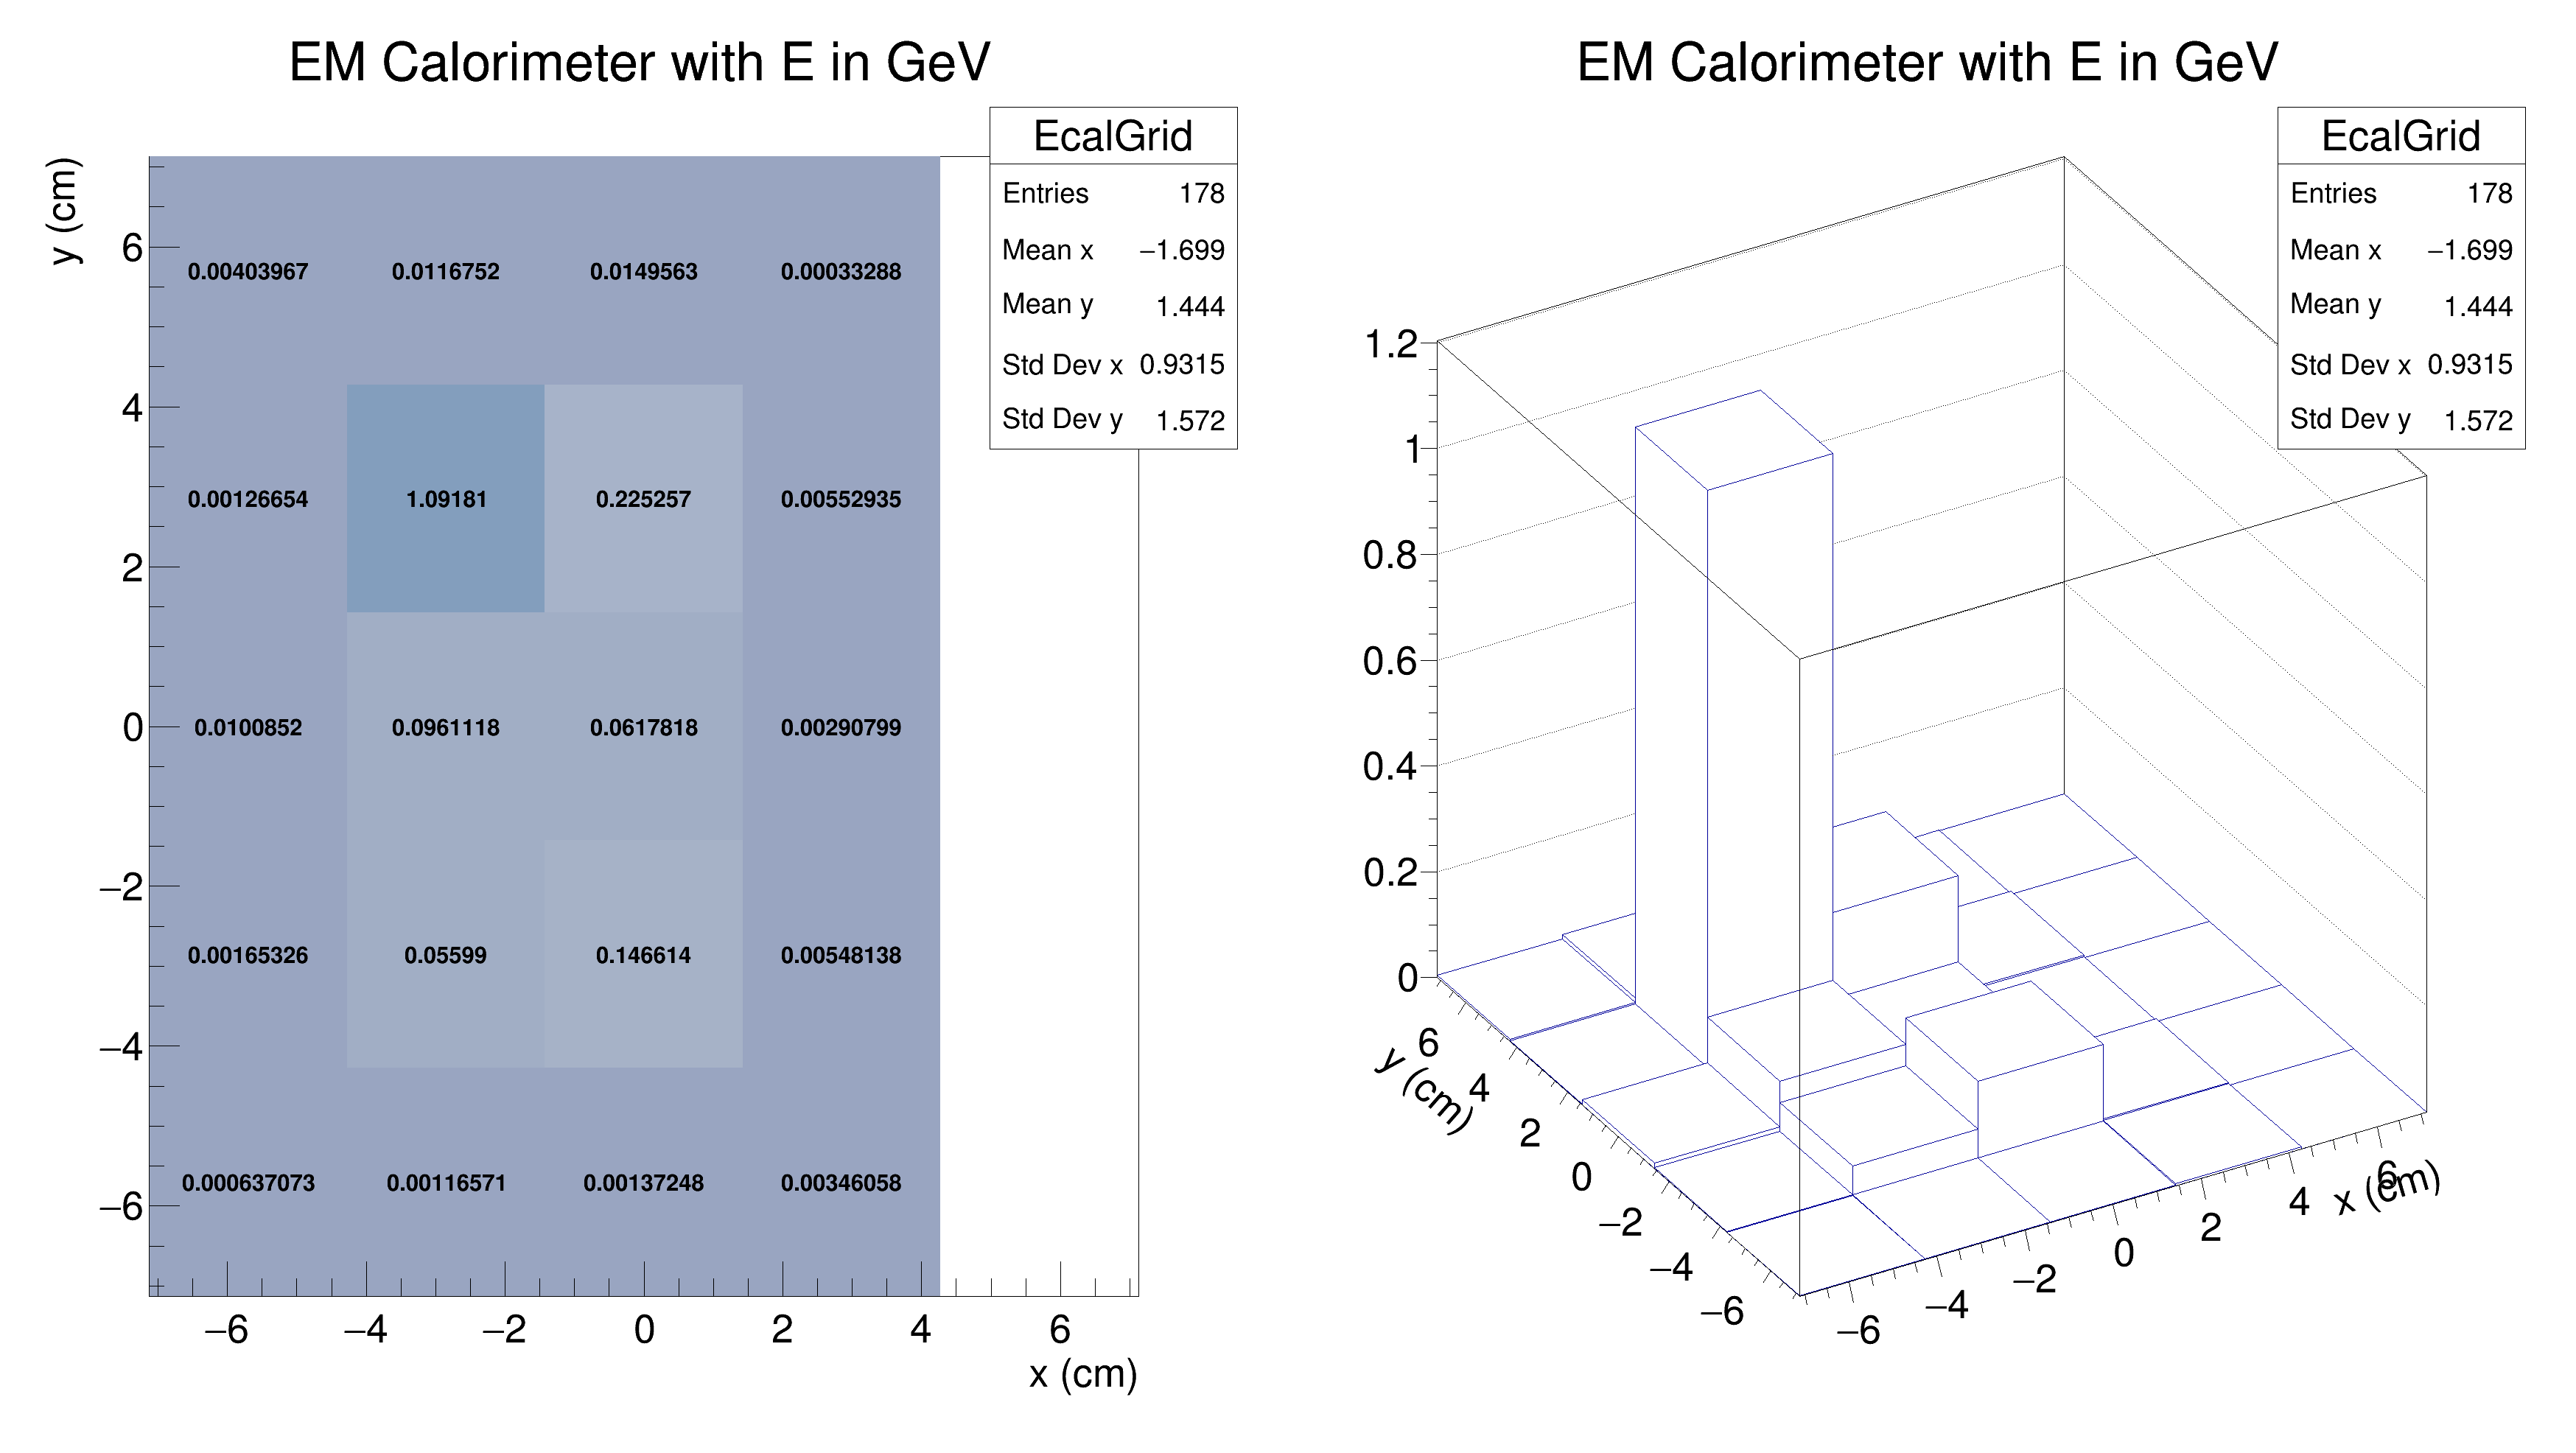 EM Calorimeter with E in GeV
EcalGrid
Entries 178
Mean x −1.699
Mean y 1.444
Std Dev x 0.9315
Std Dev y 1.572
y (cm)
6
4
2
0
−2
−4
−6
0.00403967 0.0116752 0.0149563 0.00033288
0.00126654 1.09181 0.225257 0.00552935
0.0100852 0.0961118 0.0617818 0.00290799
0.00165326 0.05599 0.146614 0.00548138
0.000637073 0.00116571 0.00137248 0.00346058
−6 −4 −2 0 2 4 6
x (cm)
EM Calorimeter with E in GeV
EcalGrid
Entries 178
Mean x −1.699
Mean y 1.444
Std Dev x 0.9315
Std Dev y 1.572
1.2
1
0.8
0.6
0.4
0.2
0
y (cm)
6
4
2
0
−2
−4
−6
−6 −4 −2 0 2 4 6
x (cm)